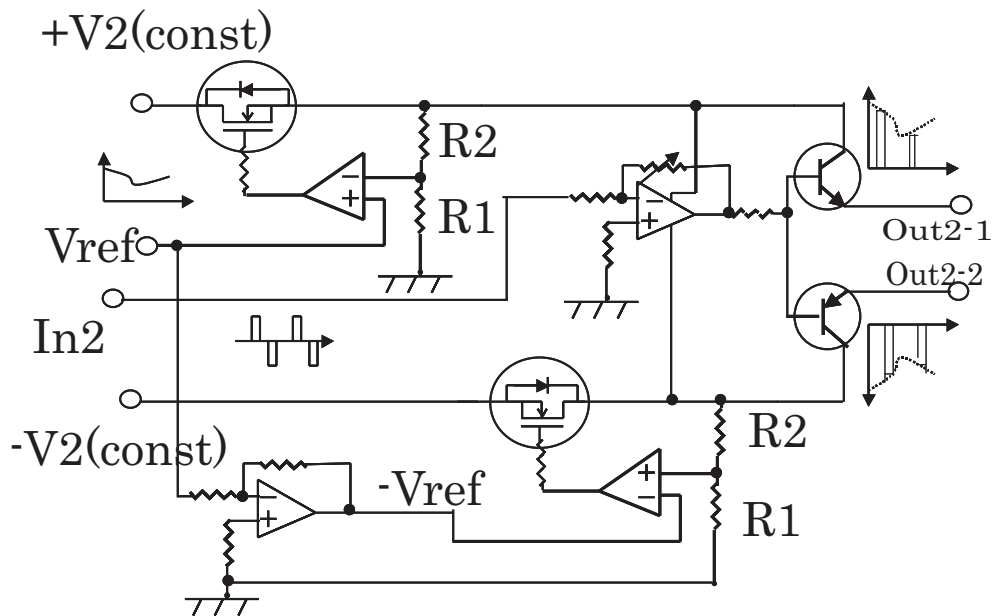 +V2(const)
R2
R1
Vref
Out2-1
Out2-2
In2
-V2(const)
-Vref
R2
R1